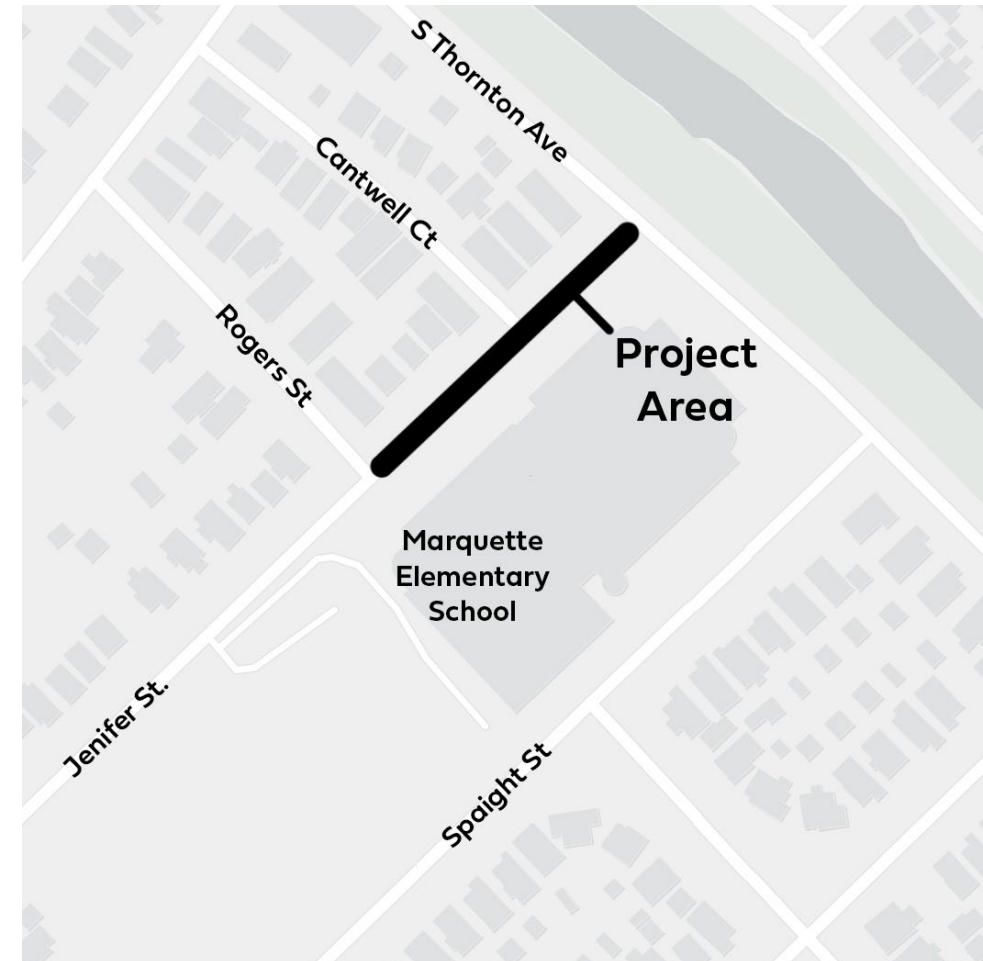 S Thornton Ave
Cantwell Ct
Rogers St
Project
Area
Marquette
Elementary
School
Jenifer St.
Spaight St